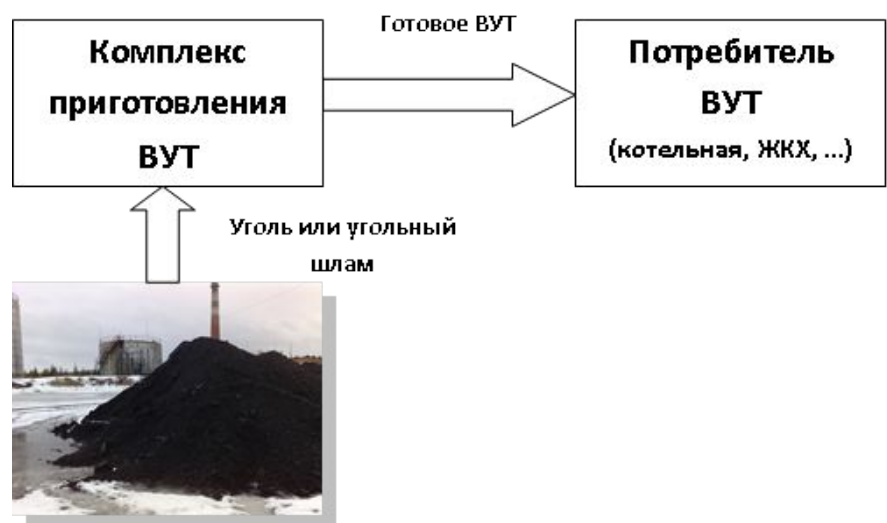 Готовое ВУТ
Комплекс
приготовления
ВУТ
Потребитель
ВУТ
(котельная, ЖКХ, ...)
Уголь или угольный
шлам